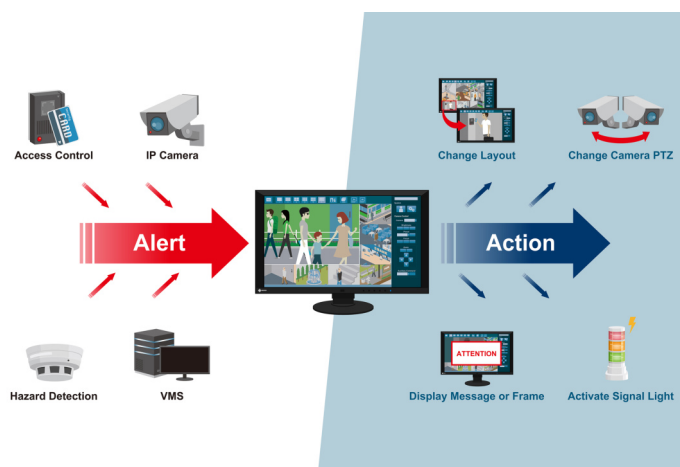 CARD
Access Control
IP Camera
Change Layout
Change Camera PTZ
Alert
Action
ATTENTION
Hazard Detection
VMS
Display Message or Frame
Activate Signal Light